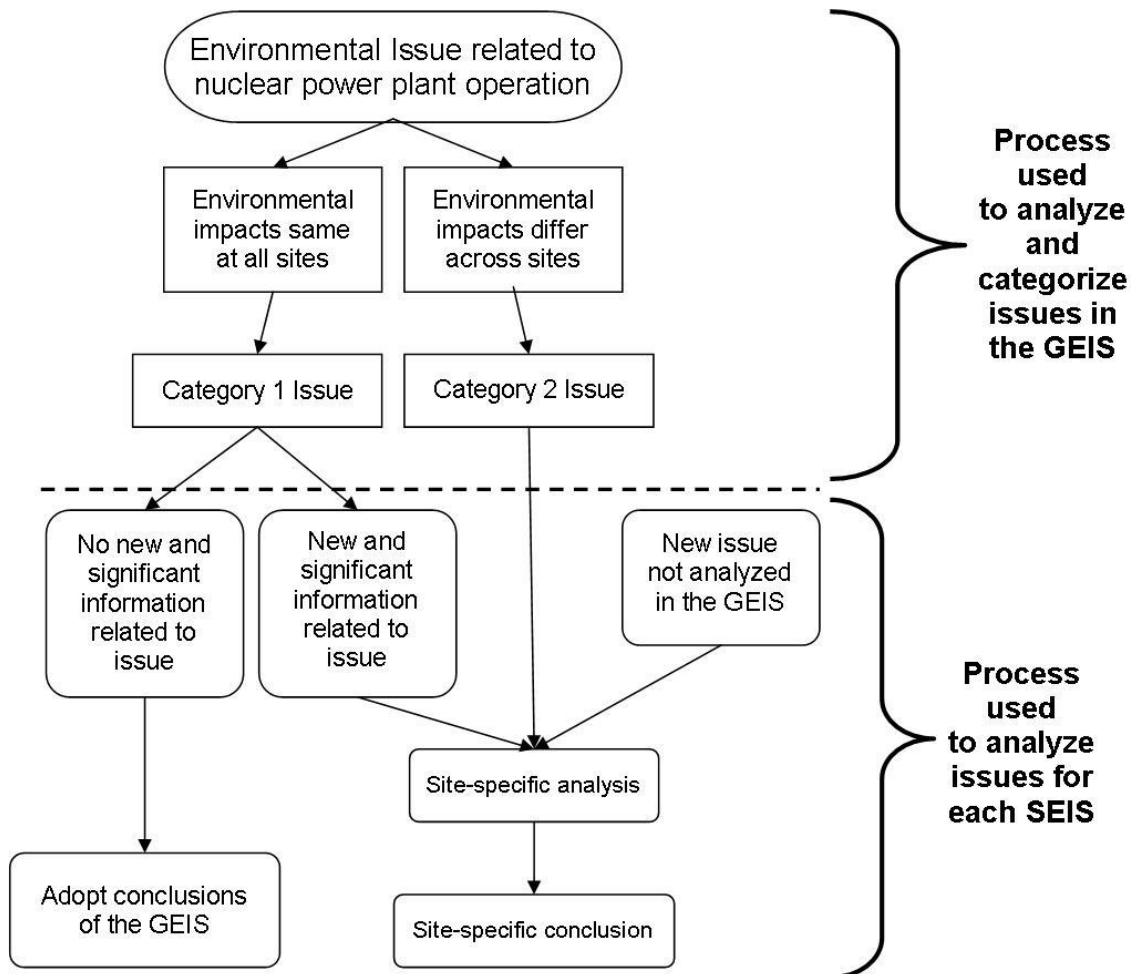 Environmental Issue related to
nuclear power plant operation
Environmental
impacts same
at all sites
Environmental
impacts differ
across sites
Process
used
to analyze
and
categorize
issues in
the GEIS
Category 1 Issue
Category 2 Issue
No new and
significant
information
related to
issue
New and
significant
information
related to
issue
New issue
not analyzed
in the GEIS
Process
used
to analyze
issues for
each SEIS
Site-specific analysis
Adopt conclusions
of the GEIS
Site-specific conclusion